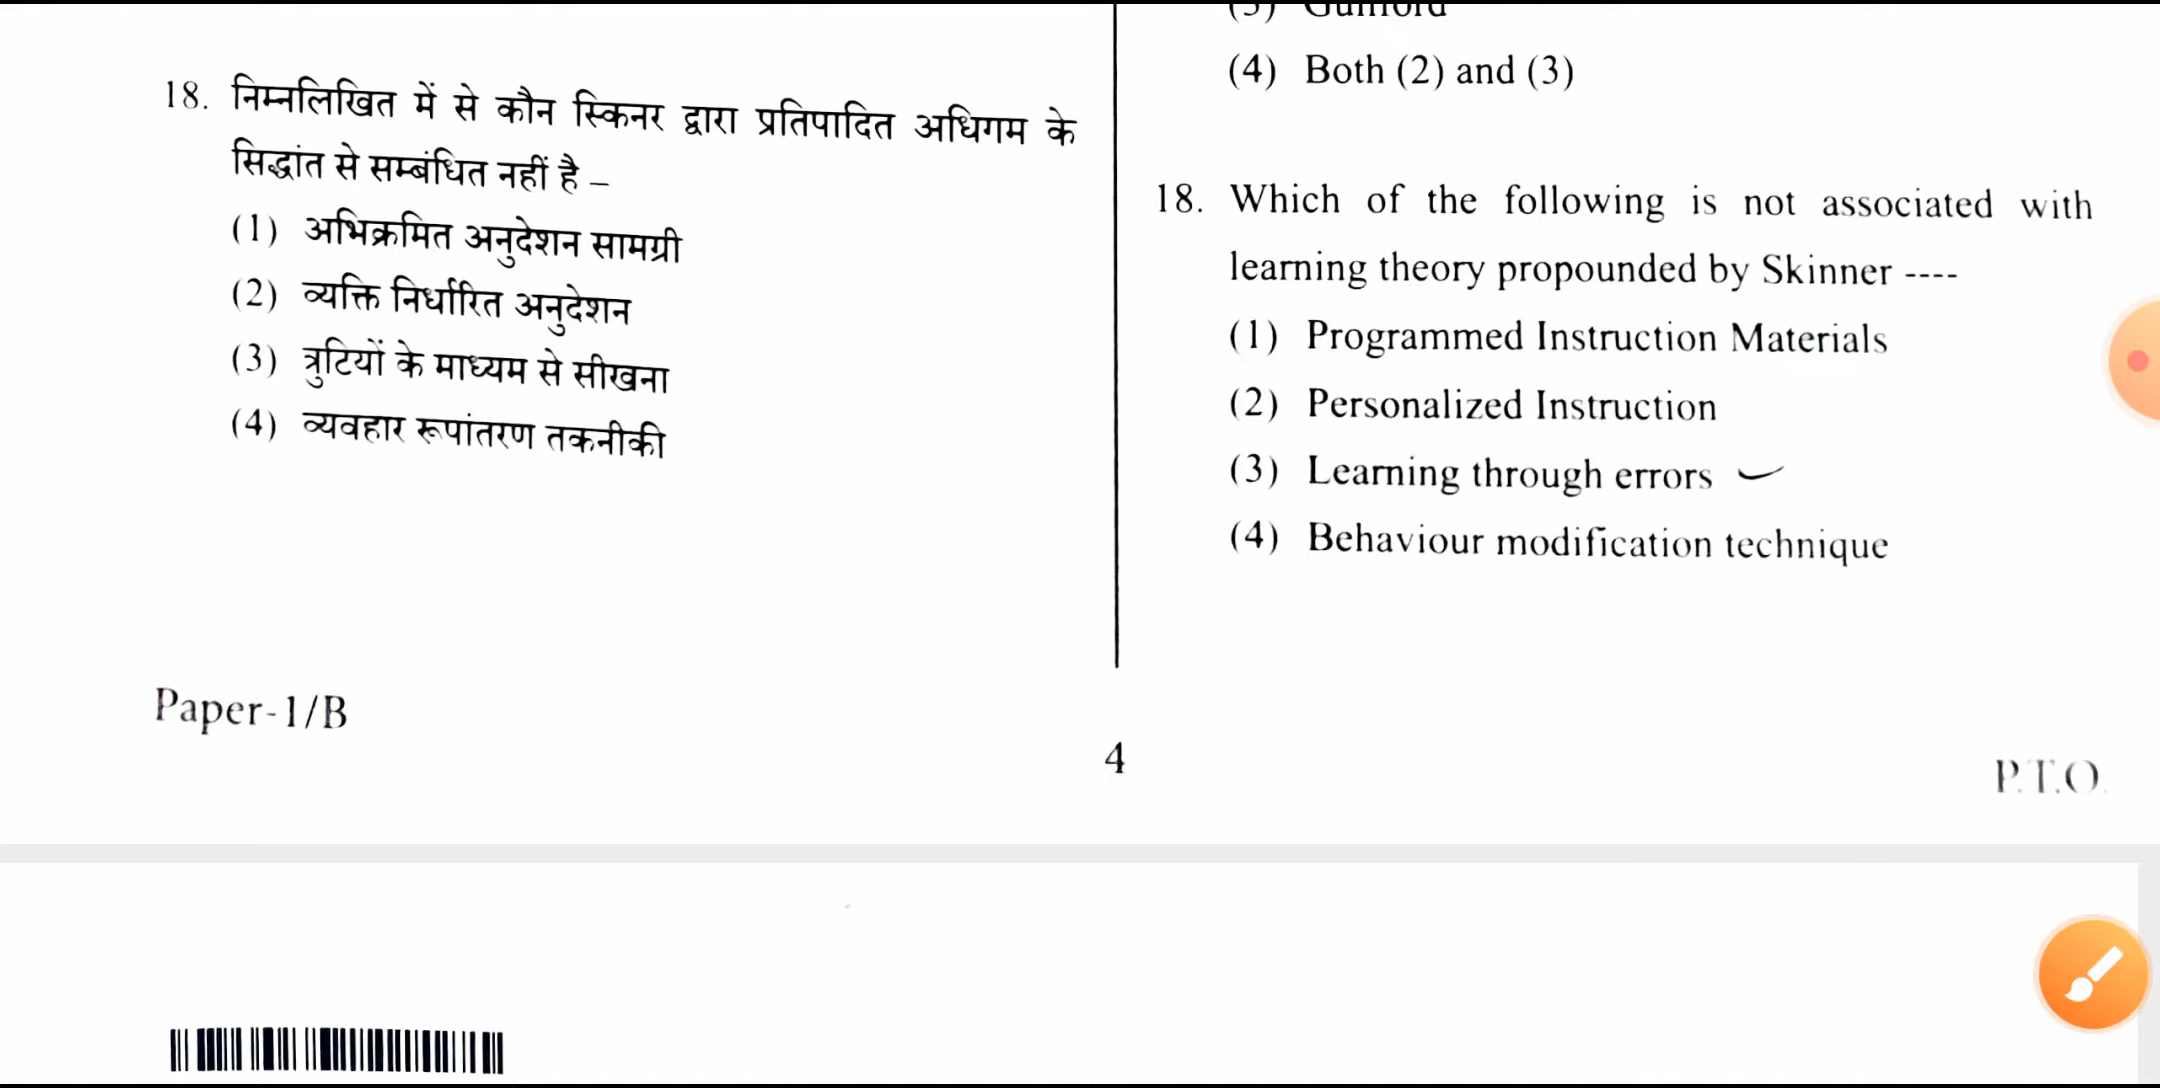 18. निम्नलिखित में से कौन स्किनर द्वारा प्रतिपादित अधिगम के
सिद्धांत से सम्बंधित नहीं है –
(1) अभिक्रमित अनुदेशन सामग्री
(2) व्यक्ति निर्धारित अनुदेशन
(3) त्रुटियों के माध्यम से सीखना
(4) व्यवहार रूपांतरण तकनीकी
Paper-1/B
(4) Both (2) and (3)
18. Which of the following is not associated with
learning theory propounded by Skinner ----
(1) Programmed Instruction Materials
(2) Personalized Instruction
(3) Learning through errors
(4) Behaviour modification technique
4
P.T.O.